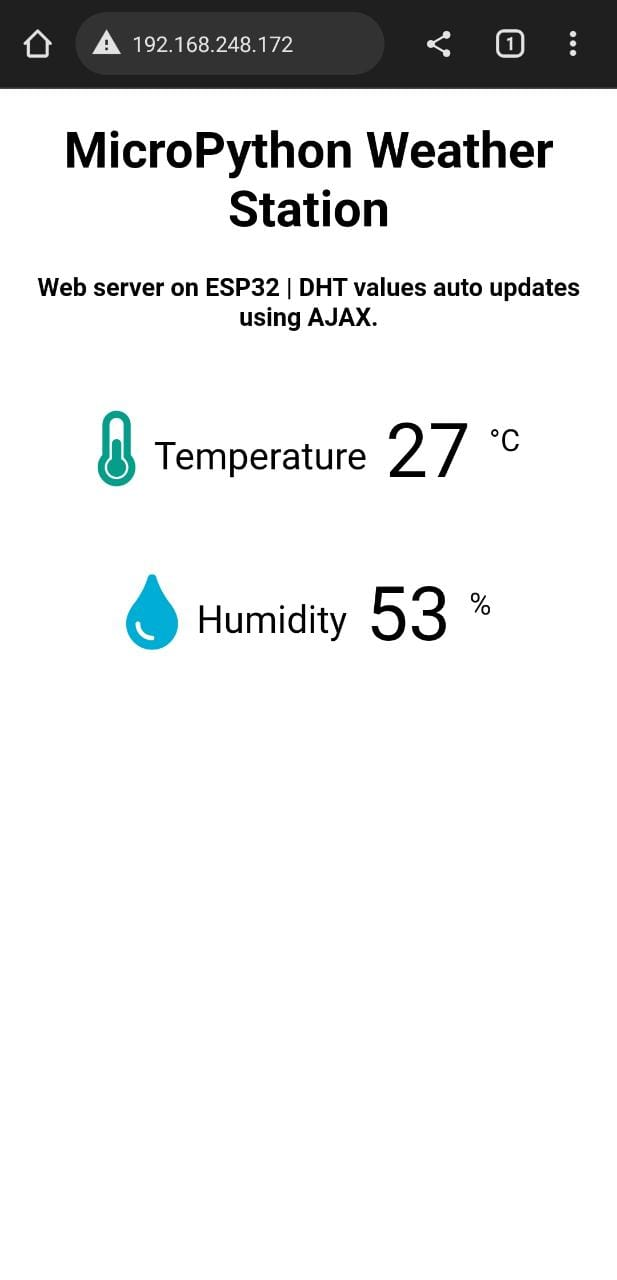 192.168.248.172
1
MicroPython Weather
Station
Web server on ESP32 | DHT values auto updates
using AJAX.
Temperature 27 °C
Humidity 53 %